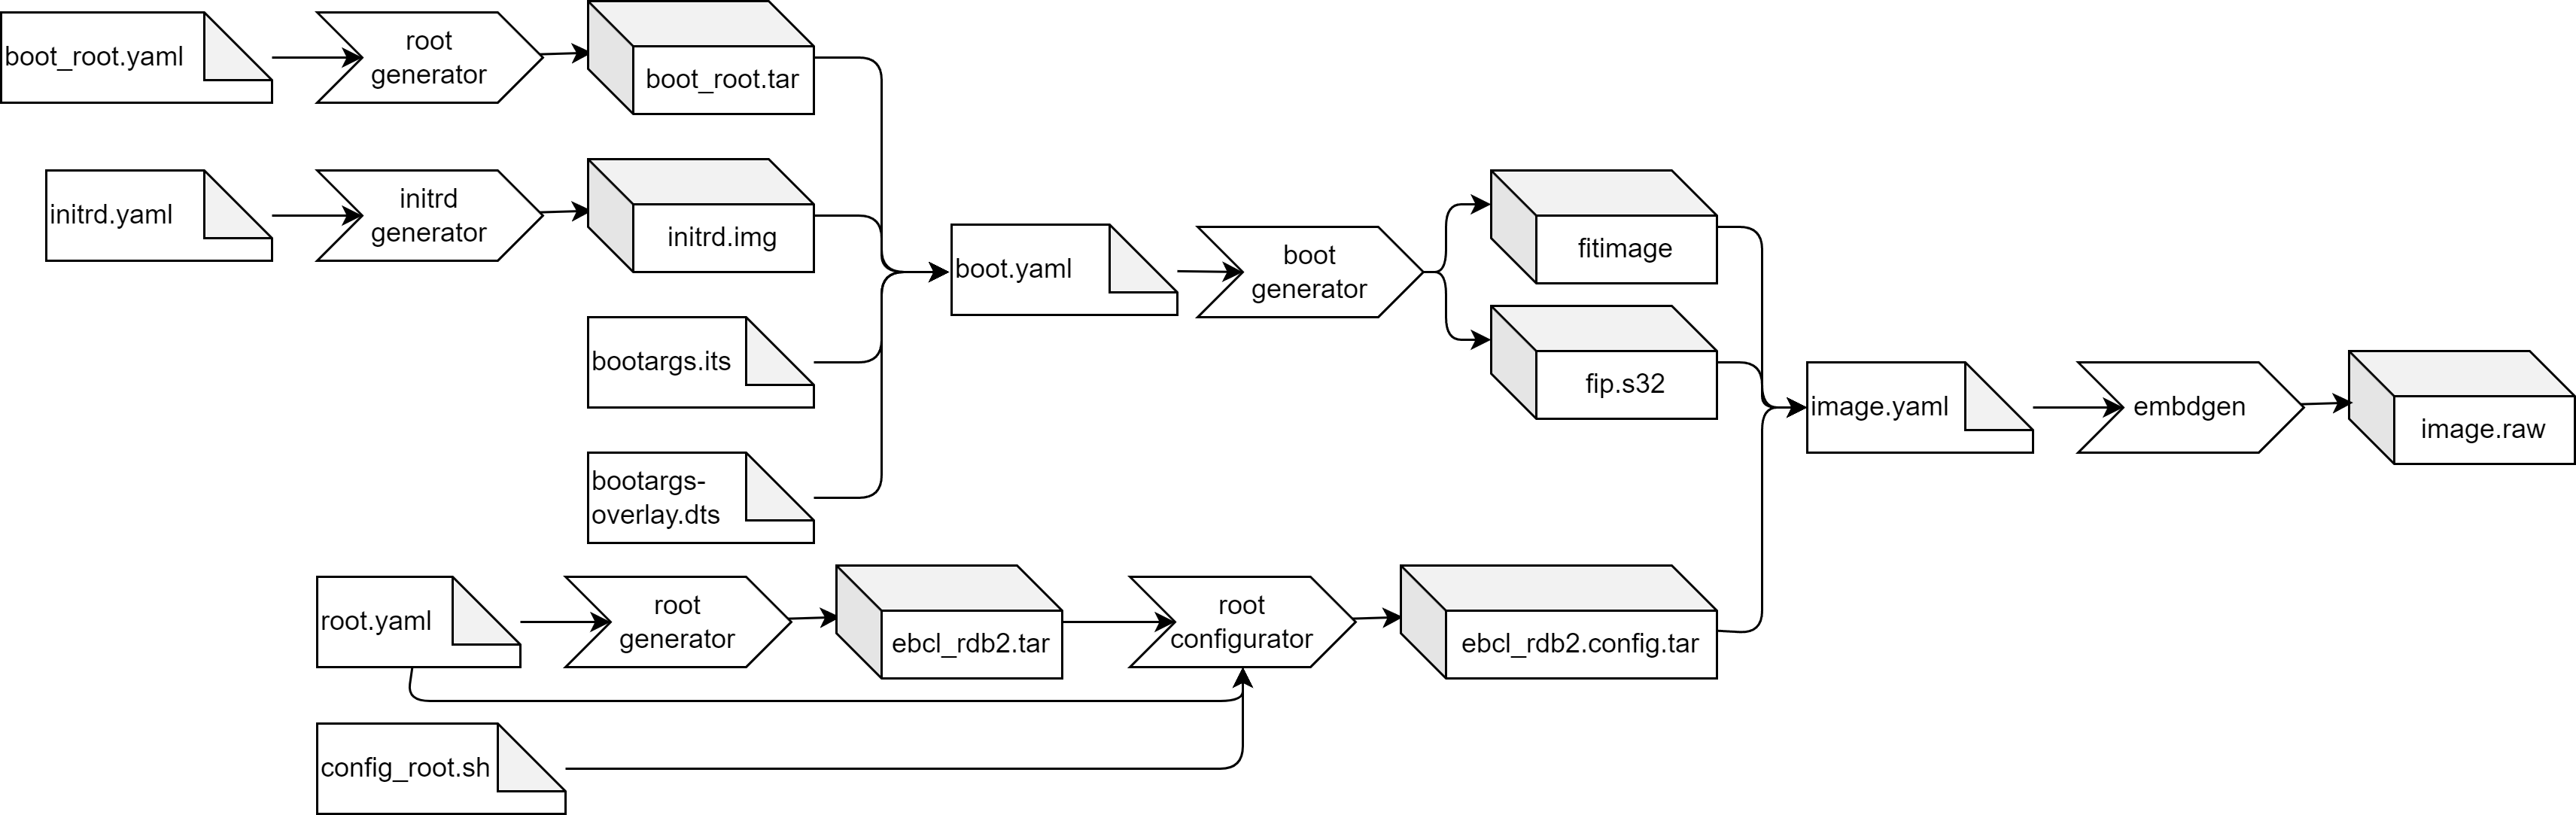 boot_root.yaml
root
generator
boot_root.tar
initrd.yaml
initrd
generator
initrd.img
bootargs.its
bootargs-
overlay.dts
boot.yaml
boot
generator
fitimage
fip.s32
image.yaml
embdgen
image.raw
root.yaml
root
generator
ebcl_rdb2.tar
root
configurator
ebcl_rdb2.config.tar
config_root.sh